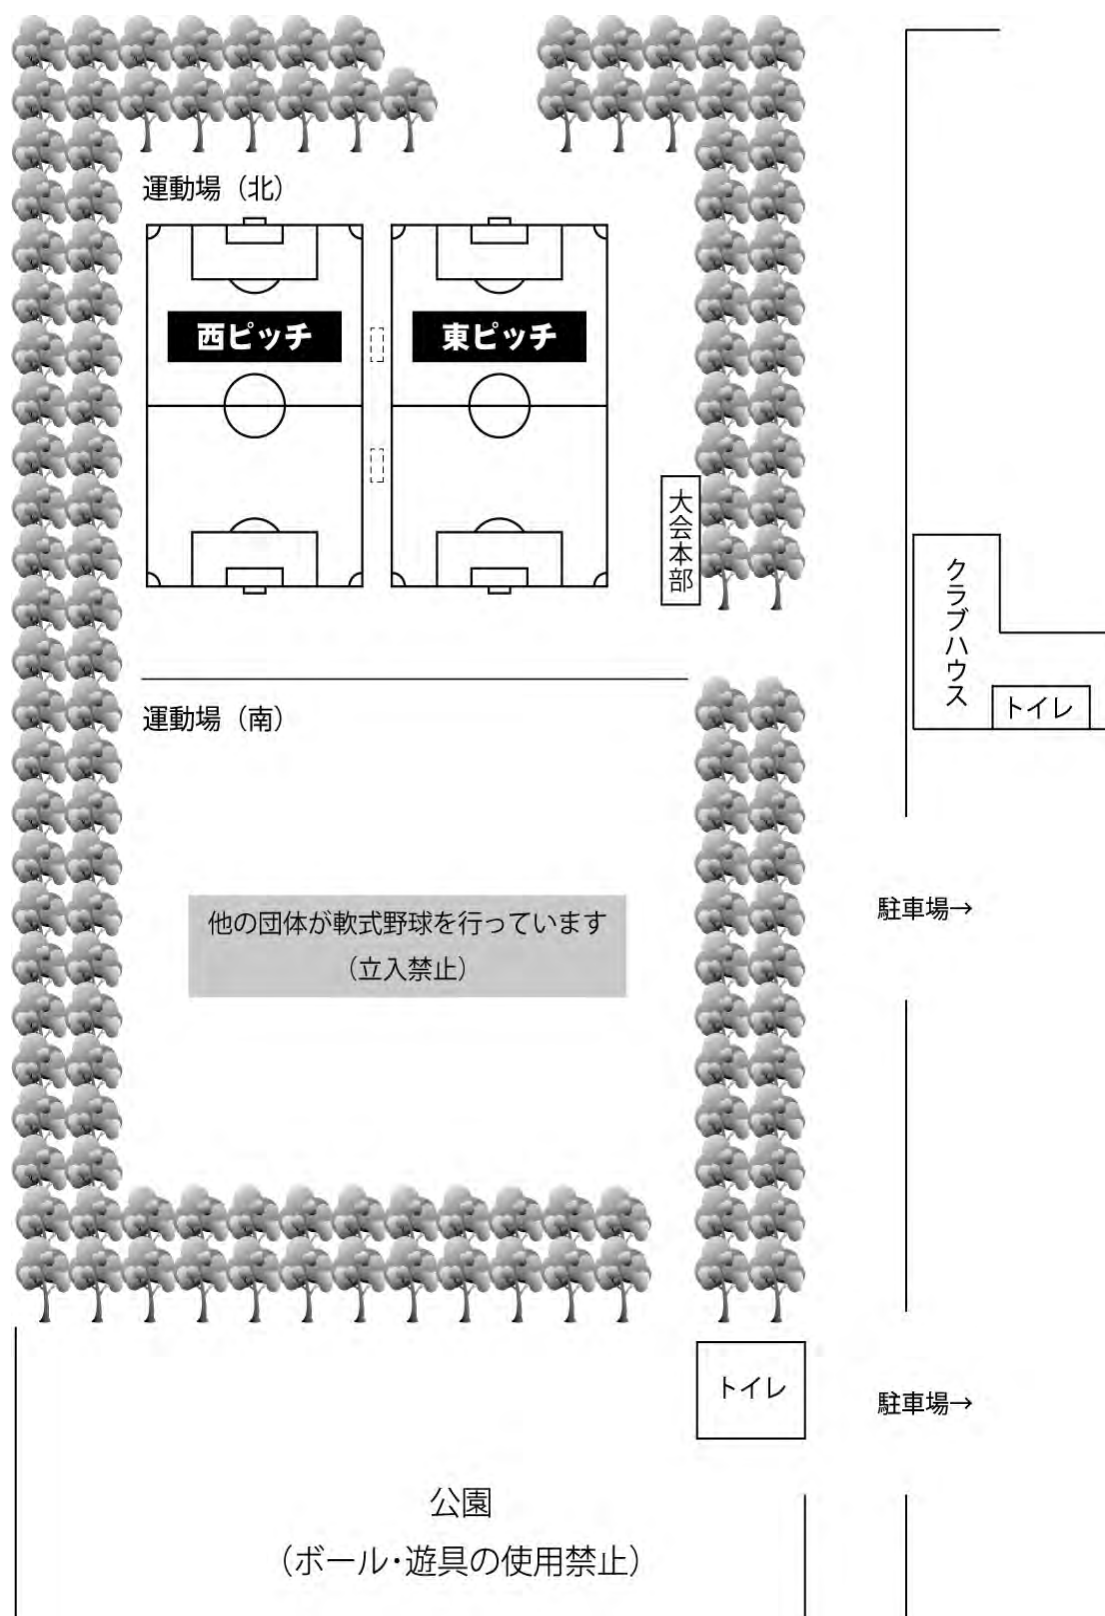 運動場（北）
西ピッチ
東ピッチ
大会本部
クラブハウス
トイレ
運動場（南）
他の団体が軟式野球を行っています
（立入禁止）
駐車場→
トイレ
駐車場→
公園
（ボール・遊具の使用禁止）